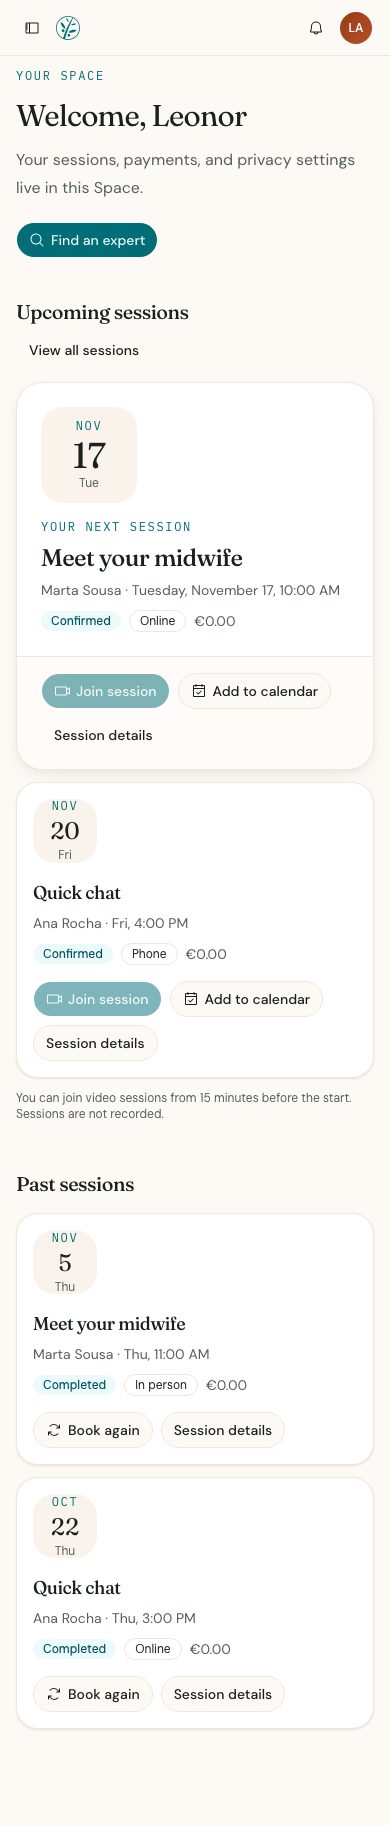 LA
YOUR SPACE
Welcome, Leonor
Your sessions, payments, and privacy settings
live in this Space.
Find an expert
Upcoming sessions
View all sessions
NOV
17
Tue
YOUR NEXT SESSION
Meet your midwife
Marta Sousa · Tuesday, November 17, 10:00 AM
Confirmed Online €0.00
Join session Add to calendar
Session details
NOV
20
Fri
Quick chat
Ana Rocha · Fri, 4:00 PM
Confirmed Phone €0.00
Join session Add to calendar
Session details
You can join video sessions from 15 minutes before the start.
Sessions are not recorded.
Past sessions
NOV
5
Thu
Meet your midwife
Marta Sousa · Thu, 11:00 AM
Completed In person €0.00
Book again Session details
OCT
22
Thu
Quick chat
Ana Rocha · Thu, 3:00 PM
Completed Online €0.00
Book again Session details